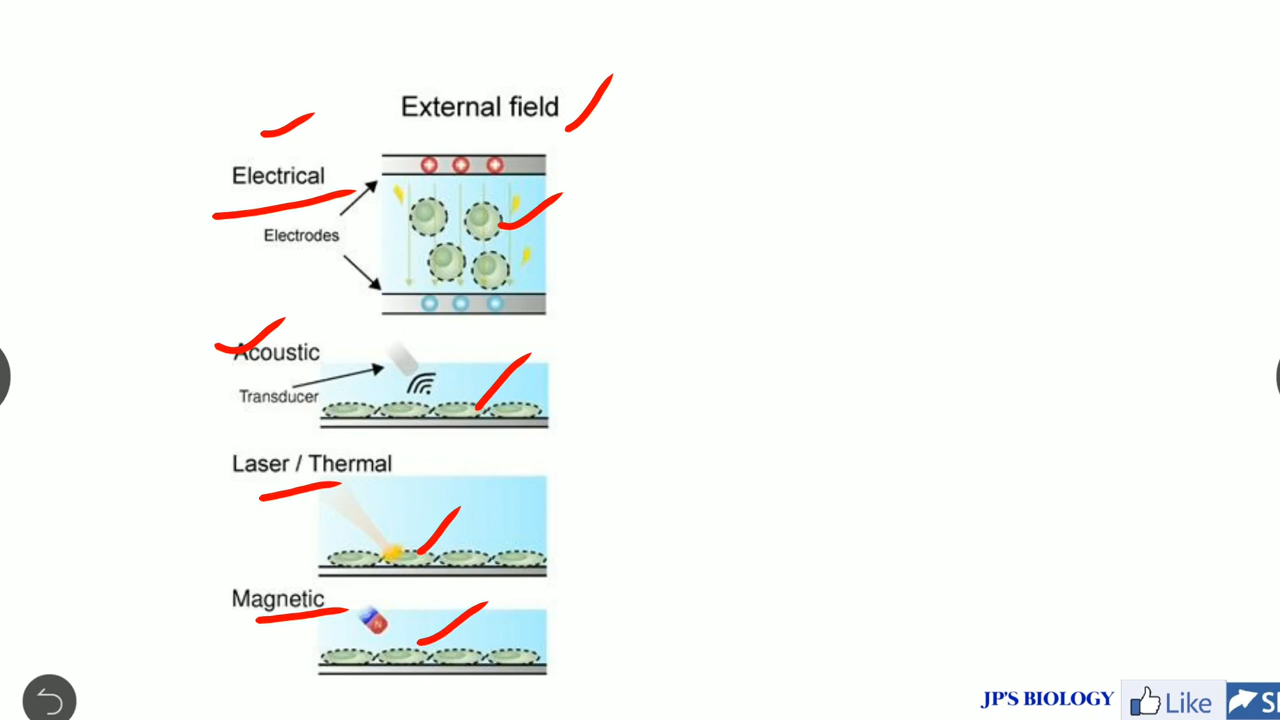 External field
Electrical
Electrodes
Acoustic
Transducer
Laser / Thermal
Magnetic
N
JP'S BIOLOGY
Like
S